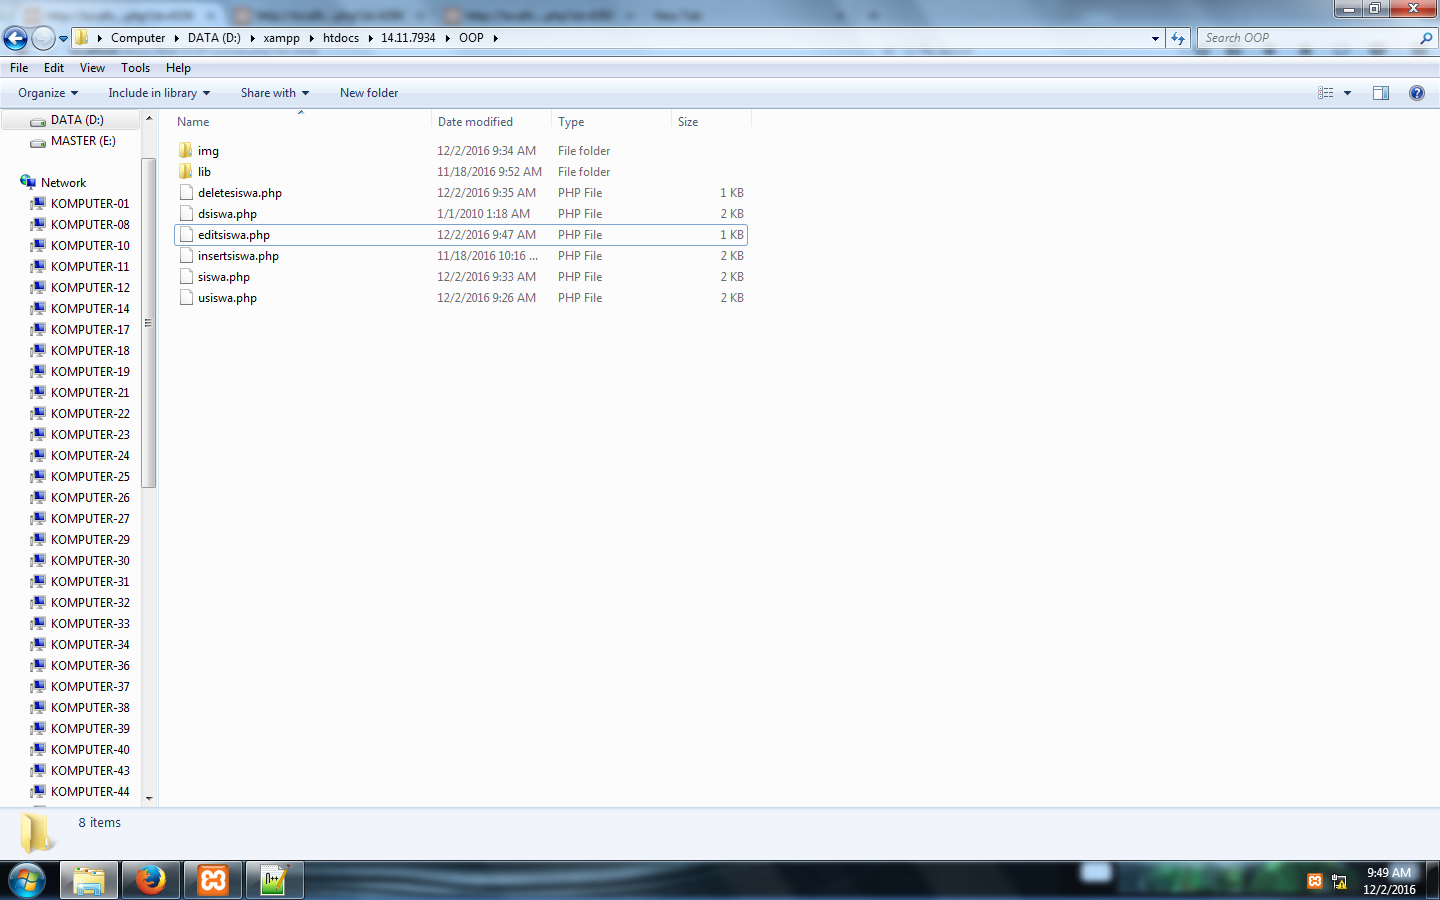 Computer DATA (D:) xampp htdocs 14.11.7934 OOP Search OOP
File Edit View Tools Help
Organize Include in library Share with New folder
DATA (D:)
MASTER (E:)
Network
KOMPUTER-01
KOMPUTER-08
KOMPUTER-10
KOMPUTER-11
KOMPUTER-12
KOMPUTER-14
KOMPUTER-17
KOMPUTER-18
KOMPUTER-19
KOMPUTER-21
KOMPUTER-22
KOMPUTER-23
KOMPUTER-24
KOMPUTER-25
KOMPUTER-26
KOMPUTER-27
KOMPUTER-29
KOMPUTER-30
KOMPUTER-31
KOMPUTER-32
KOMPUTER-33
KOMPUTER-34
KOMPUTER-36
KOMPUTER-37
KOMPUTER-38
KOMPUTER-39
KOMPUTER-40
KOMPUTER-43
KOMPUTER-44
Name Date modified Type Size
img 12/2/2016 9:34 AM File folder
lib 11/18/2016 9:52 AM File folder
deletesiswa.php 12/2/2016 9:35 AM PHP File 1 KB
dsiswa.php 1/1/2010 1:18 AM PHP File 2 KB
editsiswa.php 12/2/2016 9:47 AM PHP File 1 KB
insertsiswa.php 11/18/2016 10:16 ... PHP File 2 KB
siswa.php 12/2/2016 9:33 AM PHP File 2 KB
usiswa.php 12/2/2016 9:26 AM PHP File 2 KB
8 items
9:49 AM
12/2/2016